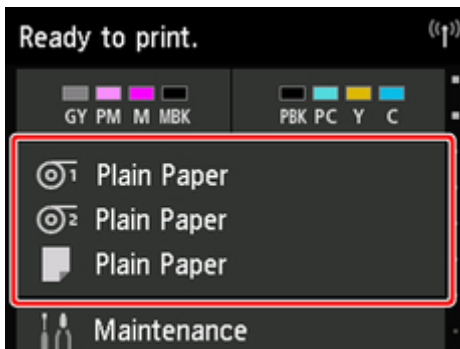 Ready to print.
GY PM M MBK PBK PC Y C
1 Plain Paper
2 Plain Paper
Plain Paper
Maintenance